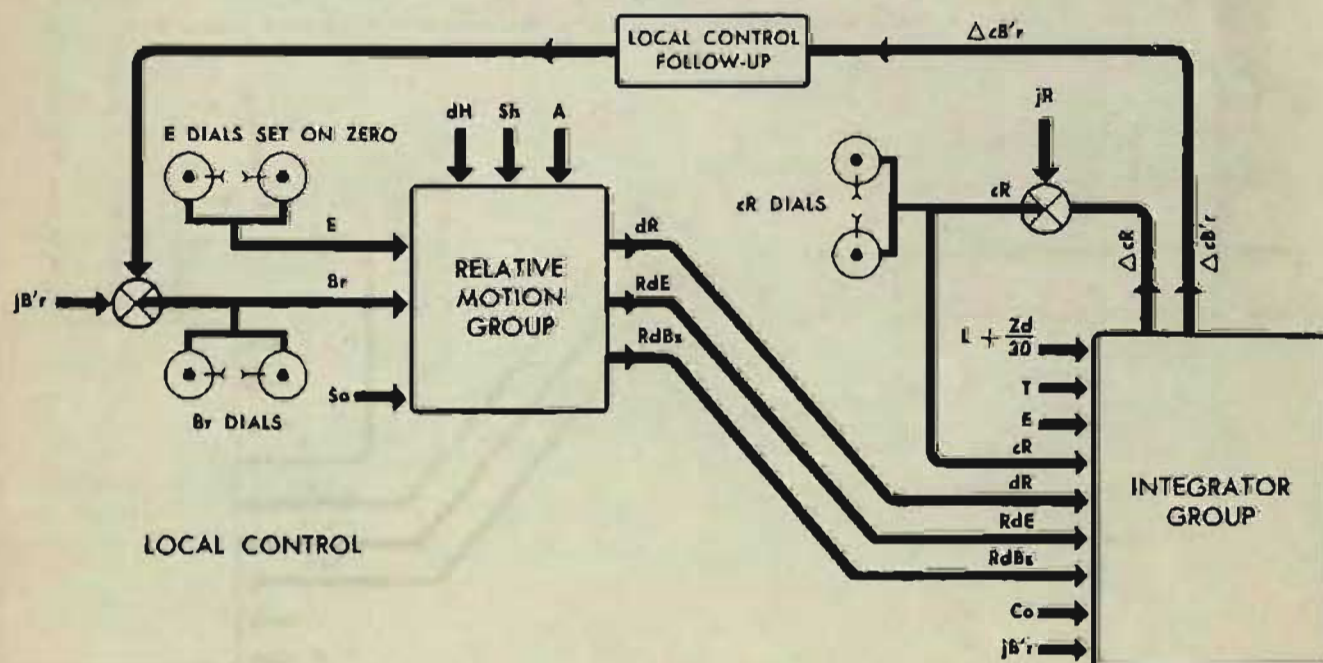 ΔcB'r
LOCAL CONTROL
FOLLOW-UP
jR
dH Sh A
E DIALS SET ON ZERO
cR
cR DIALS
E
dR
ΔcR
ΔcB'r
RELATIVE
MOTION
GROUP
Br
RdE
jB'r
RdBs
L + Zd/30
T
So
Br DIALS
E
cR
dR
INTEGRATOR
GROUP
RdE
LOCAL CONTROL
RdBs
Co
jB'r